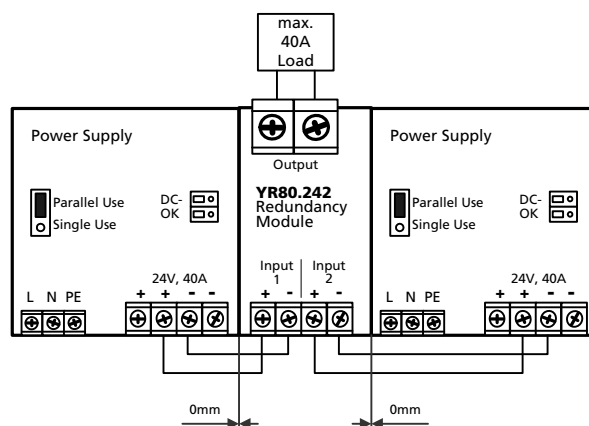 max.
40A
Load
Power Supply
Parallel Use
Single Use
DC-
OK
24V, 40A
L N PE
+ + - -
Output
YR80.242
Redundancy
Module
Input
1
Input
2
+ - + -
Power Supply
Parallel Use
Single Use
DC-
OK
24V, 40A
L N PE
+ + - -
0mm
0mm